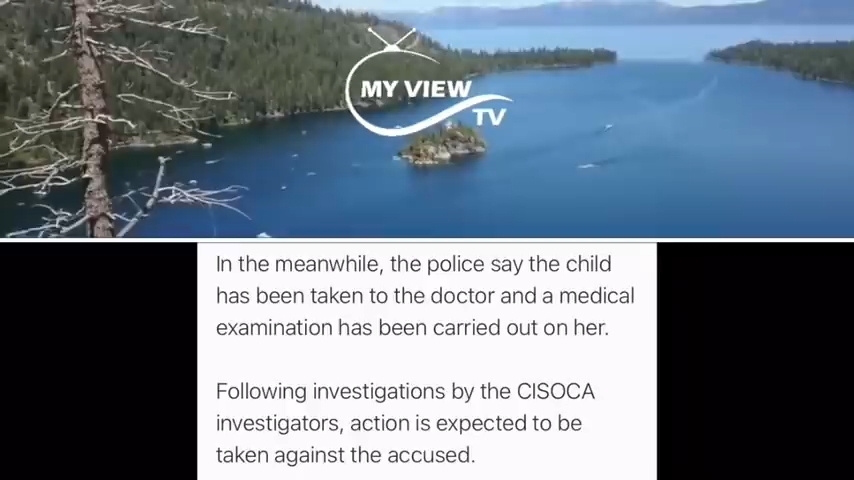 MY VIEW
TV
In the meanwhile, the police say the child
has been taken to the doctor and a medical
examination has been carried out on her.
Following investigations by the CISOCA
investigators, action is expected to be
taken against the accused.